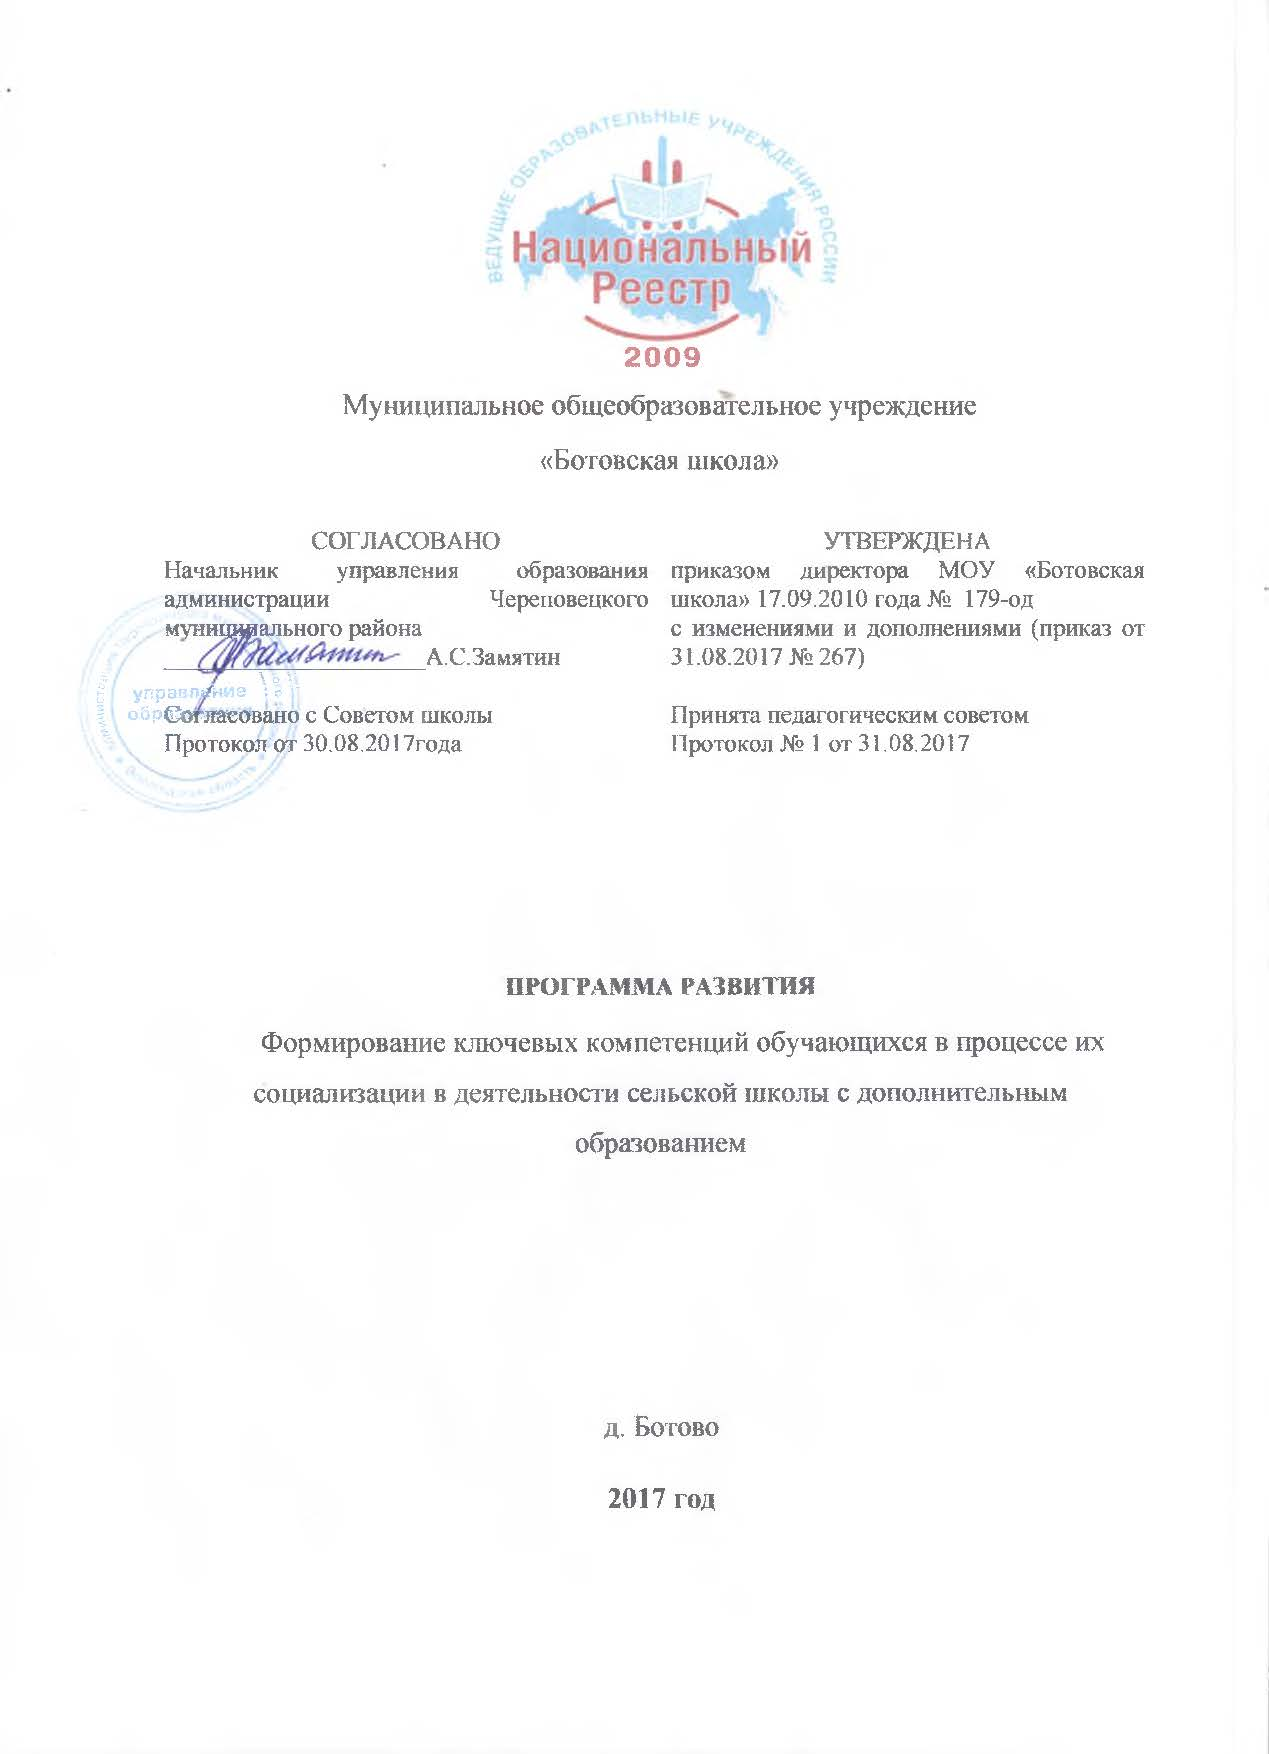 ВЕДУЩИЕ ОБРАЗОВАТЕЛЬНЫЕ УЧРЕЖДЕНИЯ РОССИИ
Национальный
Реестр
2009
Муниципальное общеобразовательное учреждение
«Ботовская школа»
СОГЛАСОВАНО
Начальник управления образования
администрации Череповецкого
муниципального района
А.С.Замятин
Согласовано с Советом школы
Протокол от 30.08.2017года
управление
образования
УТВЕРЖДЕНА
приказом директора МОУ «Ботовская
школа» 17.09.2010 года № 179-од
с изменениями и дополнениями (приказ от
31.08.2017 № 267)
Принята педагогическим советом
Протокол № 1 от 31.08.2017
ПРОГРАММА РАЗВИТИЯ
Формирование ключевых компетенций обучающихся в процессе их
социализации в деятельности сельской школы с дополнительным
образованием
д. Ботово
2017 год